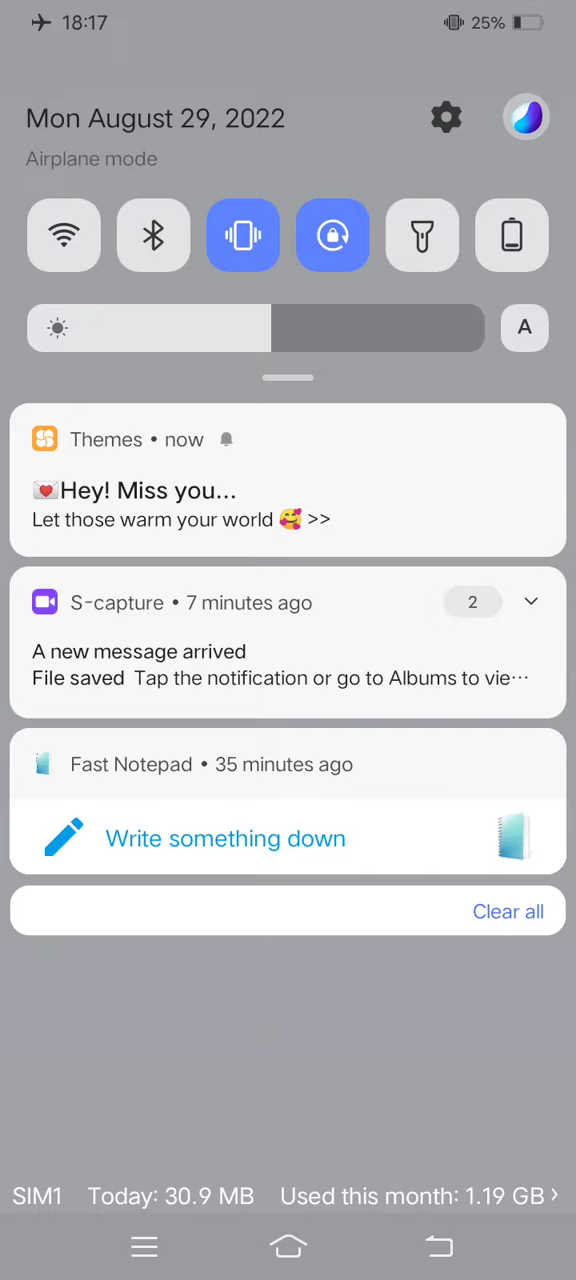 18:17 25%
Mon August 29, 2022
Airplane mode
A
Themes • now
💌Hey! Miss you...
Let those warm your world 🥰 >>
S-capture • 7 minutes ago 2
A new message arrived
File saved Tap the notification or go to Albums to vie···
Fast Notepad • 35 minutes ago
Write something down
Clear all
SIM1 Today: 30.9 MB Used this month: 1.19 GB ›